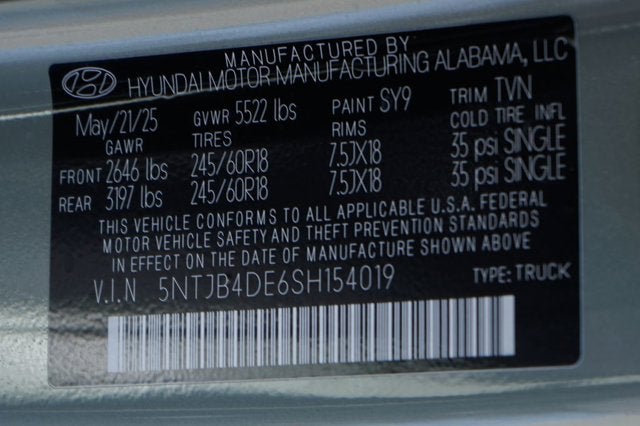 MANUFACTURED BY
HYUNDAI MOTOR MANUFACTURING ALABAMA, LLC
May/21/25 GVWR 5522 lbs PAINT SY9 TRIM TVN
GAWR TIRES RIMS COLD TIRE INFL
FRONT 2646 lbs 245/60R18 7.5JX18 35 psi SINGLE
REAR 3197 lbs 245/60R18 7.5JX18 35 psi SINGLE
THIS VEHICLE CONFORMS TO ALL APPLICABLE U.S.A. FEDERAL
MOTOR VEHICLE SAFETY AND THEFT PREVENTION STANDARDS
IN EFFECT ON THE DATE OF MANUFACTURE SHOWN ABOVE
V.I.N 5NTJB4DE6SH154019 TYPE: TRUCK